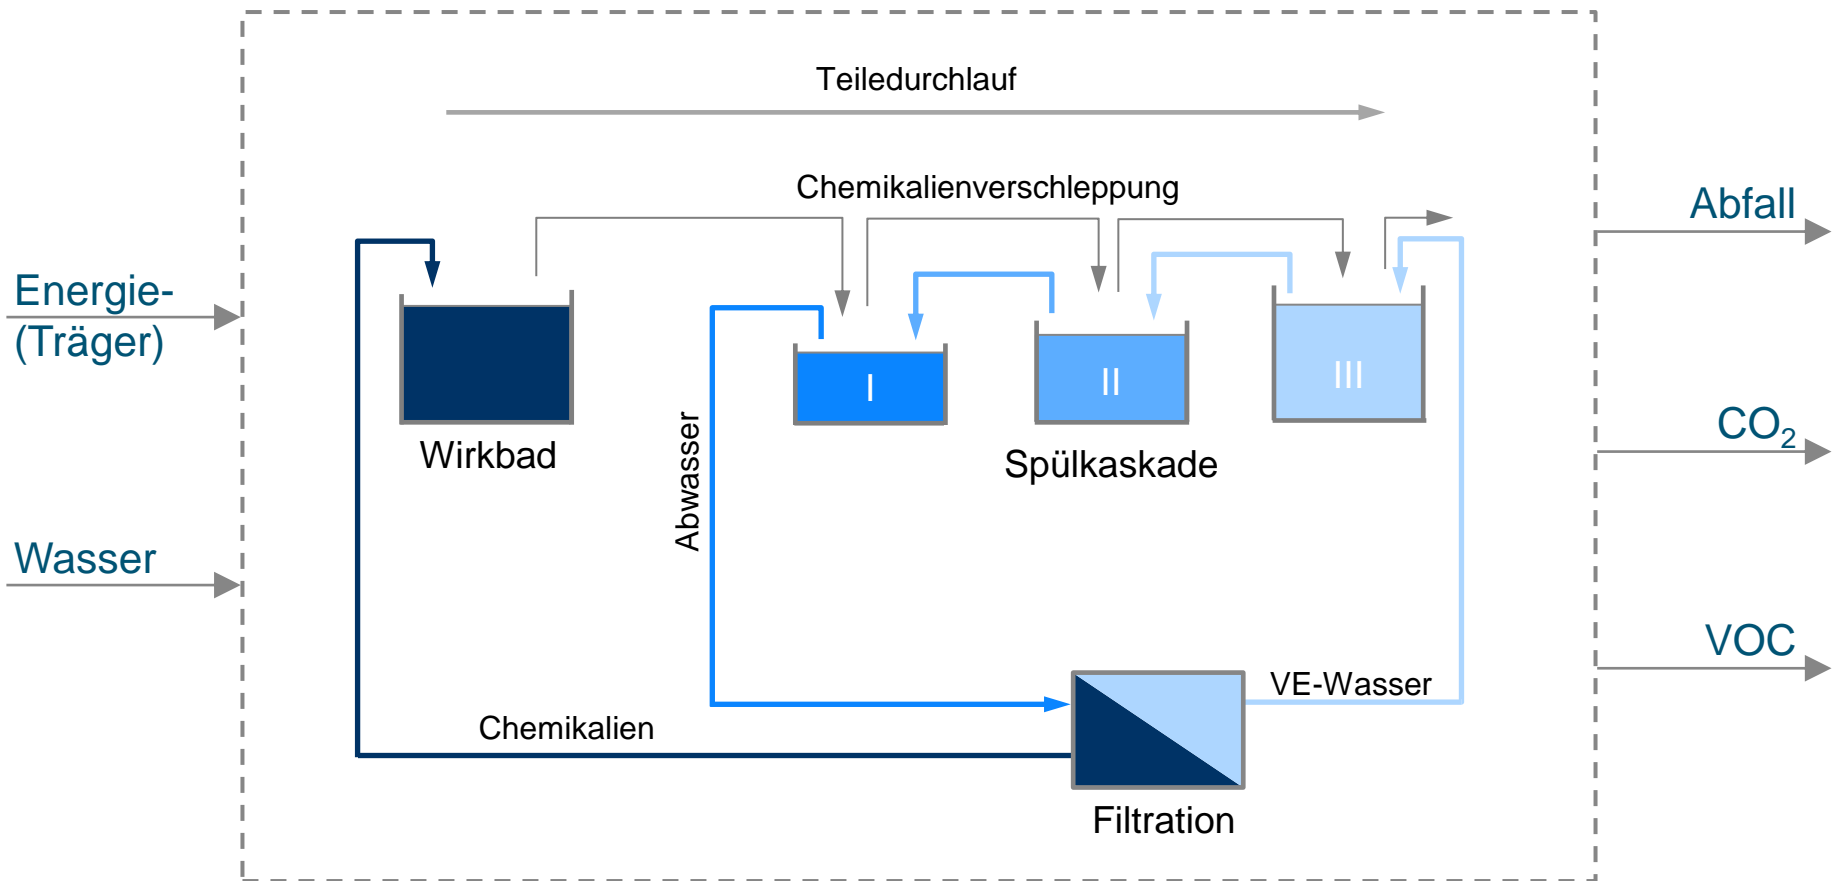 Teiledurchlauf
Chemikalienverschleppung
Energie-
(Träger)
Wasser
Wirkbad
I
II
III
Spülkaskade
Abwasser
Chemikalien
VE-Wasser
Filtration
Abfall
CO₂
VOC